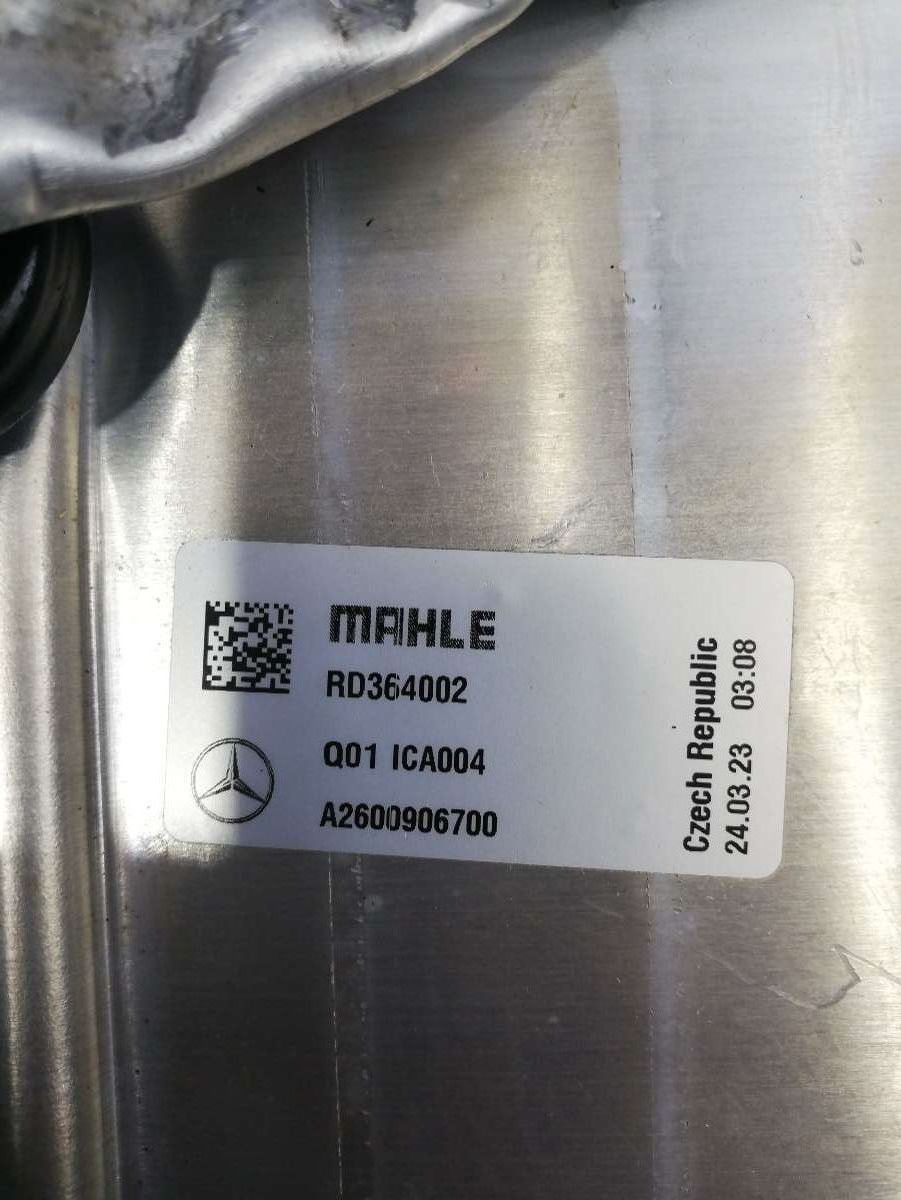 MAHLE
RD364002
Q01 ICA004
A2600906700
Czech Republic
24.03.23 03:08